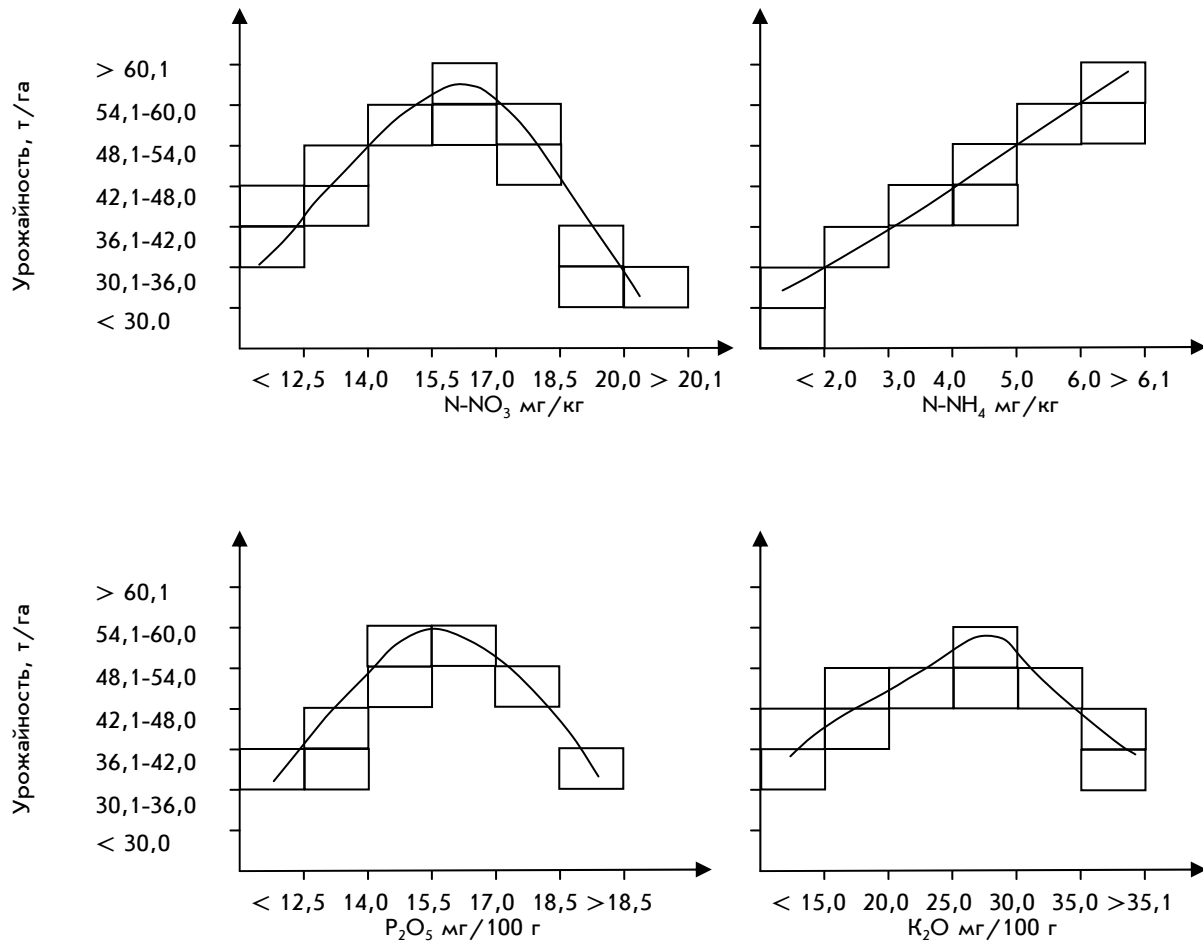 Урожайность, т/га
> 60,1
54,1-60,0
48,1-54,0
42,1-48,0
36,1-42,0
30,1-36,0
< 30,0
< 12,5 14,0 15,5 17,0 18,5 20,0 > 20,1
N-NO₃ мг/кг
< 2,0 3,0 4,0 5,0 6,0 > 6,1
N-NH₄ мг/кг
Урожайность, т/га
> 60,1
54,1-60,0
48,1-54,0
42,1-48,0
36,1-42,0
30,1-36,0
< 30,0
< 12,5 14,0 15,5 17,0 18,5 >18,5
P₂O₅ мг/100 г
< 15,0 20,0 25,0 30,0 35,0 >35,1
K₂O мг/100 г